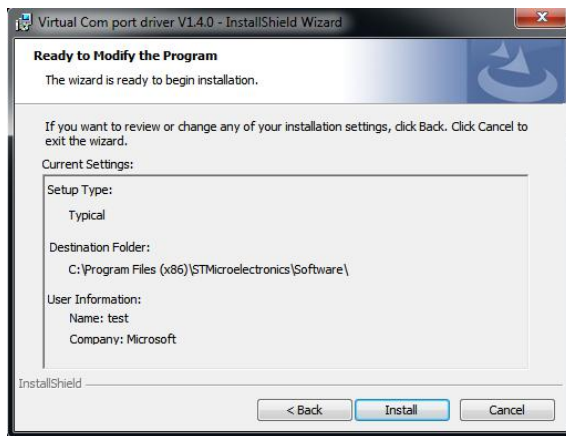 Virtual Com port driver V1.4.0 - InstallShield Wizard
Ready to Modify the Program
The wizard is ready to begin installation.
If you want to review or change any of your installation settings, click Back. Click Cancel to
exit the wizard.
Current Settings:
Setup Type:
Typical
Destination Folder:
C:\Program Files (x86)\STMicroelectronics\Software\
User Information:
Name: test
Company: Microsoft
InstallShield
< Back Install Cancel